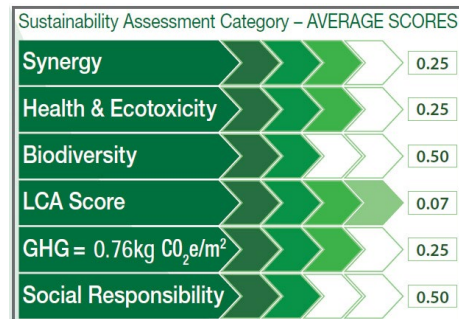 Sustainability Assessment Category – AVERAGE SCORES
Synergy 0.25
Health & Ecotoxicity 0.25
Biodiversity 0.50
LCA Score 0.07
GHG = 0.76kg C0₂e/m² 0.25
Social Responsibility 0.50